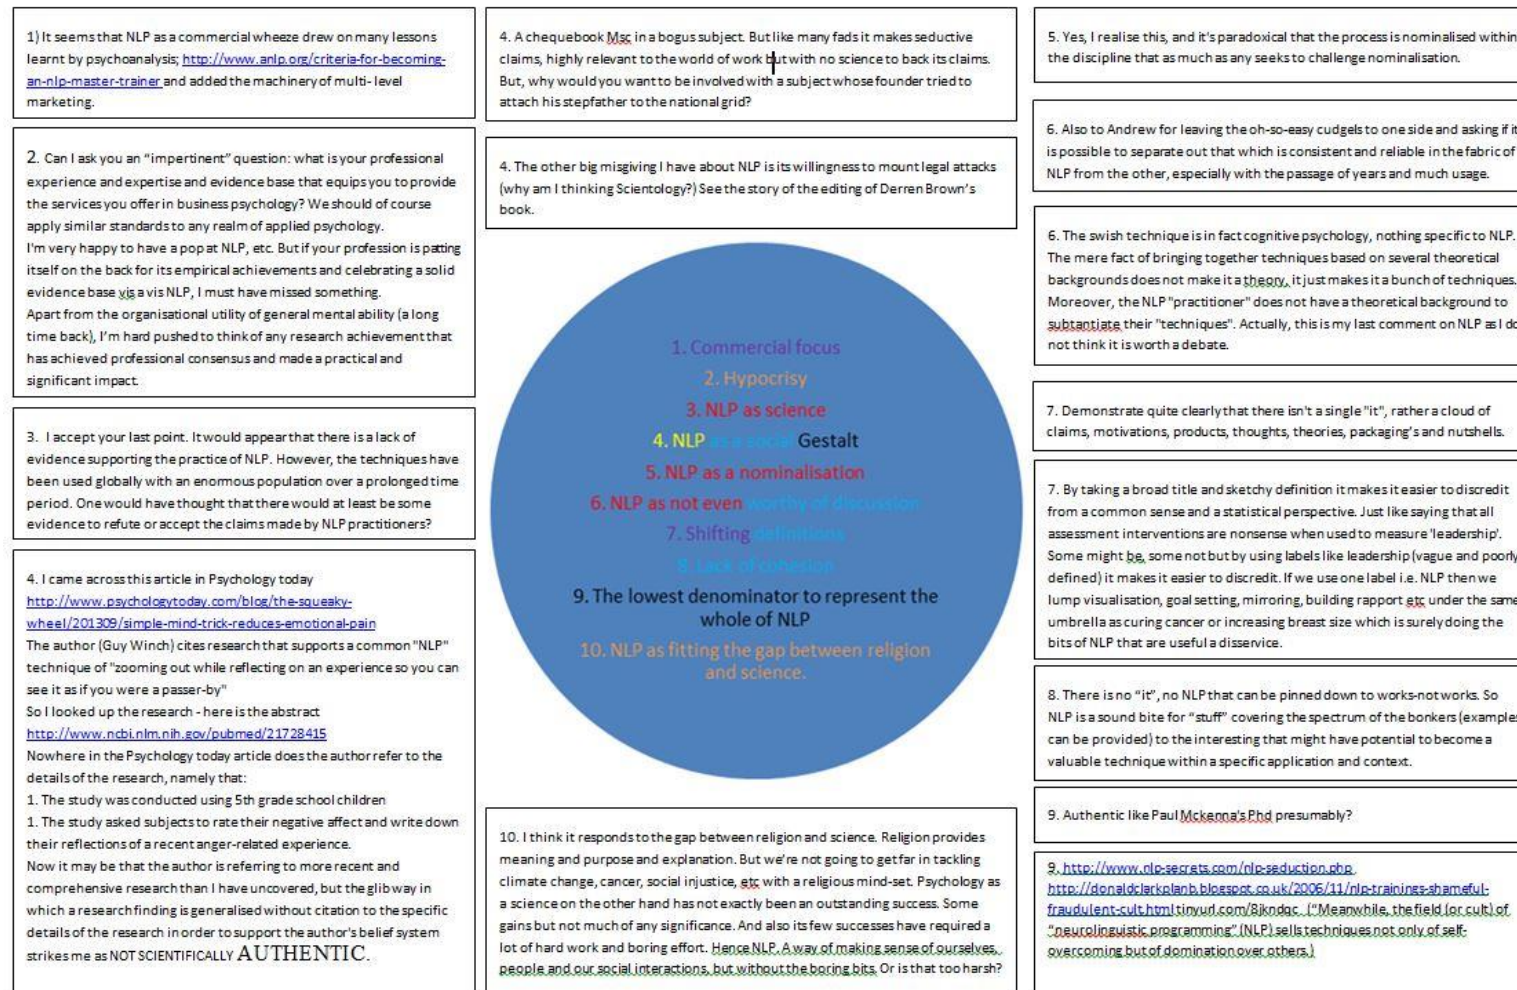 1) It seems that NLP as a commercial wheeze drew on many lessons
learnt by psychoanalysis; http://www.anlp.org/criteria-for-becoming-
an-nlp-master-trainer and added the machinery of multi- level
marketing.
2. Can I ask you an “impertinent” question: what is your professional
experience and expertise and evidence base that equips you to provide
the services you offer in business psychology? We should of course
apply similar standards to any realm of applied psychology.
I'm very happy to have a pop at NLP, etc. But if your profession is patting
itself on the back for its empirical achievements and celebrating a solid
evidence base vis a vis NLP, I must have missed something.
Apart from the organisational utility of general mental ability (a long
time back), I’m hard pushed to think of any research achievement that
has achieved professional consensus and made a practical and
significant impact.
3. I accept your last point. It would appear that there is a lack of
evidence supporting the practice of NLP. However, the techniques have
been used globally with an enormous population over a prolonged time
period. One would have thought that there would at least be some
evidence to refute or accept the claims made by NLP practitioners?
4. I came across this article in Psychology today
http://www.psychologytoday.com/blog/the-squeaky-
wheel/201309/simple-mind-trick-reduces-emotional-pain
The author (Guy Winch) cites research that supports a common "NLP"
technique of "zooming out while reflecting on an experience so you can
see it as if you were a passer-by"
So I looked up the research - here is the abstract
http://www.ncbi.nlm.nih.gov/pubmed/21728415
Nowhere in the Psychology today article does the author refer to the
details of the research, namely that:
1. The study was conducted using 5th grade school children
1. The study asked subjects to rate their negative affect and write down
their reflections of a recent anger-related experience.
Now it may be that the author is referring to more recent and
comprehensive research than I have uncovered, but the glib way in
which a research finding is generalised without citation to the specific
details of the research in order to support the author's belief system
strikes me as NOT SCIENTIFICALLY AUTHENTIC.
4. A chequebook Msc in a bogus subject. But like many fads it makes seductive
claims, highly relevant to the world of work but with no science to back its claims.
But, why would you want to be involved with a subject whose founder tried to
attach his stepfather to the national grid?
4. The other big misgiving I have about NLP is its willingness to mount legal attacks
(why am I thinking Scientology?) See the story of the editing of Derren Brown’s
book.
1. Commercial focus
2. Hypocrisy
3. NLP as science
4. NLP as a social Gestalt
5. NLP as a nominalisation
6. NLP as not even worthy of discussion
7. Shifting definitions
8. Lack of cohesion
9. The lowest denominator to represent the
whole of NLP
10. NLP as fitting the gap between religion
and science.
10. I think it responds to the gap between religion and science. Religion provides
meaning and purpose and explanation. But we’re not going to get far in tackling
climate change, cancer, social injustice, etc with a religious mind-set. Psychology as
a science on the other hand has not exactly been an outstanding success. Some
gains but not much of any significance. And also its few successes have required a
lot of hard work and boring effort. Hence NLP. A way of making sense of ourselves,
people and our social interactions, but without the boring bits. Or is that too harsh?
5. Yes, I realise this, and it's paradoxical that the process is nominalised within
the discipline that as much as any seeks to challenge nominalisation.
6. Also to Andrew for leaving the oh-so-easy cudgels to one side and asking if it
is possible to separate out that which is consistent and reliable in the fabric of
NLP from the other, especially with the passage of years and much usage.
6. The swish technique is in fact cognitive psychology, nothing specific to NLP.
The mere fact of bringing together techniques based on several theoretical
backgrounds does not make it a theory, it just makes it a bunch of techniques.
Moreover, the NLP "practitioner" does not have a theoretical background to
subtantiate their "techniques". Actually, this is my last comment on NLP as I do
not think it is worth a debate.
7. Demonstrate quite clearly that there isn't a single "it", rather a cloud of
claims, motivations, products, thoughts, theories, packaging's and nutshells.
7. By taking a broad title and sketchy definition it makes it easier to discredit
from a common sense and a statistical perspective. Just like saying that all
assessment interventions are nonsense when used to measure 'leadership'.
Some might be, some not but by using labels like leadership (vague and poorly
defined) it makes it easier to discredit. If we use one label i.e. NLP then we
lump visualisation, goal setting, mirroring, building rapport etc under the same
umbrella as curing cancer or increasing breast size which is surely doing the
bits of NLP that are useful a disservice.
8. There is no “it”, no NLP that can be pinned down to works-not works. So
NLP is a sound bite for “stuff” covering the spectrum of the bonkers (examples
can be provided) to the interesting that might have potential to become a
valuable technique within a specific application and context.
9. Authentic like Paul Mckenna's Phd presumably?
9. http://www.nlp-secrets.com/nlp-seduction.php.
http://donaldclarkplanb.blogspot.co.uk/2006/11/nlp-trainings-shameful-
fraudulent-cult.html tinyurl.com/8jkndqc (“Meanwhile, the field (or cult) of
“neurolinguistic programming” (NLP) sells techniques not only of self-
overcoming but of domination over others.)